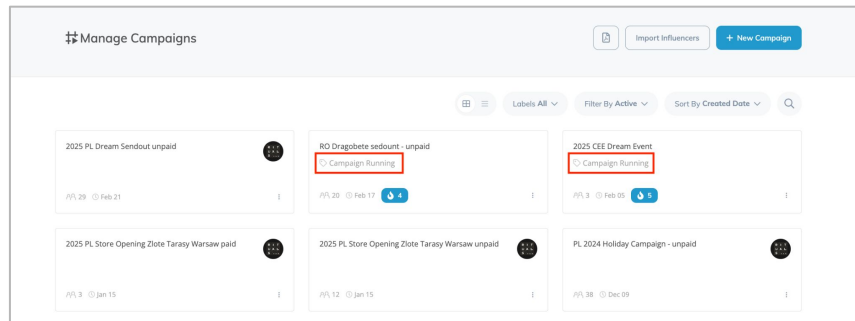 Manage Campaigns
Import Influencers
+ New Campaign
Labels All
Filter By Active
Sort By Created Date
2025 PL Dream Sendout unpaid
29 Feb 21
RO Dragobete sedount - unpaid
Campaign Running
20 Feb 17 4
2025 CEE Dream Event
Campaign Running
3 Feb 05 5
2025 PL Store Opening Zlote Tarasy Warsaw paid
3 Jan 15
2025 PL Store Opening Zlote Tarasy Warsaw unpaid
12 Jan 15
PL 2024 Holiday Campaign - unpaid
38 Dec 09